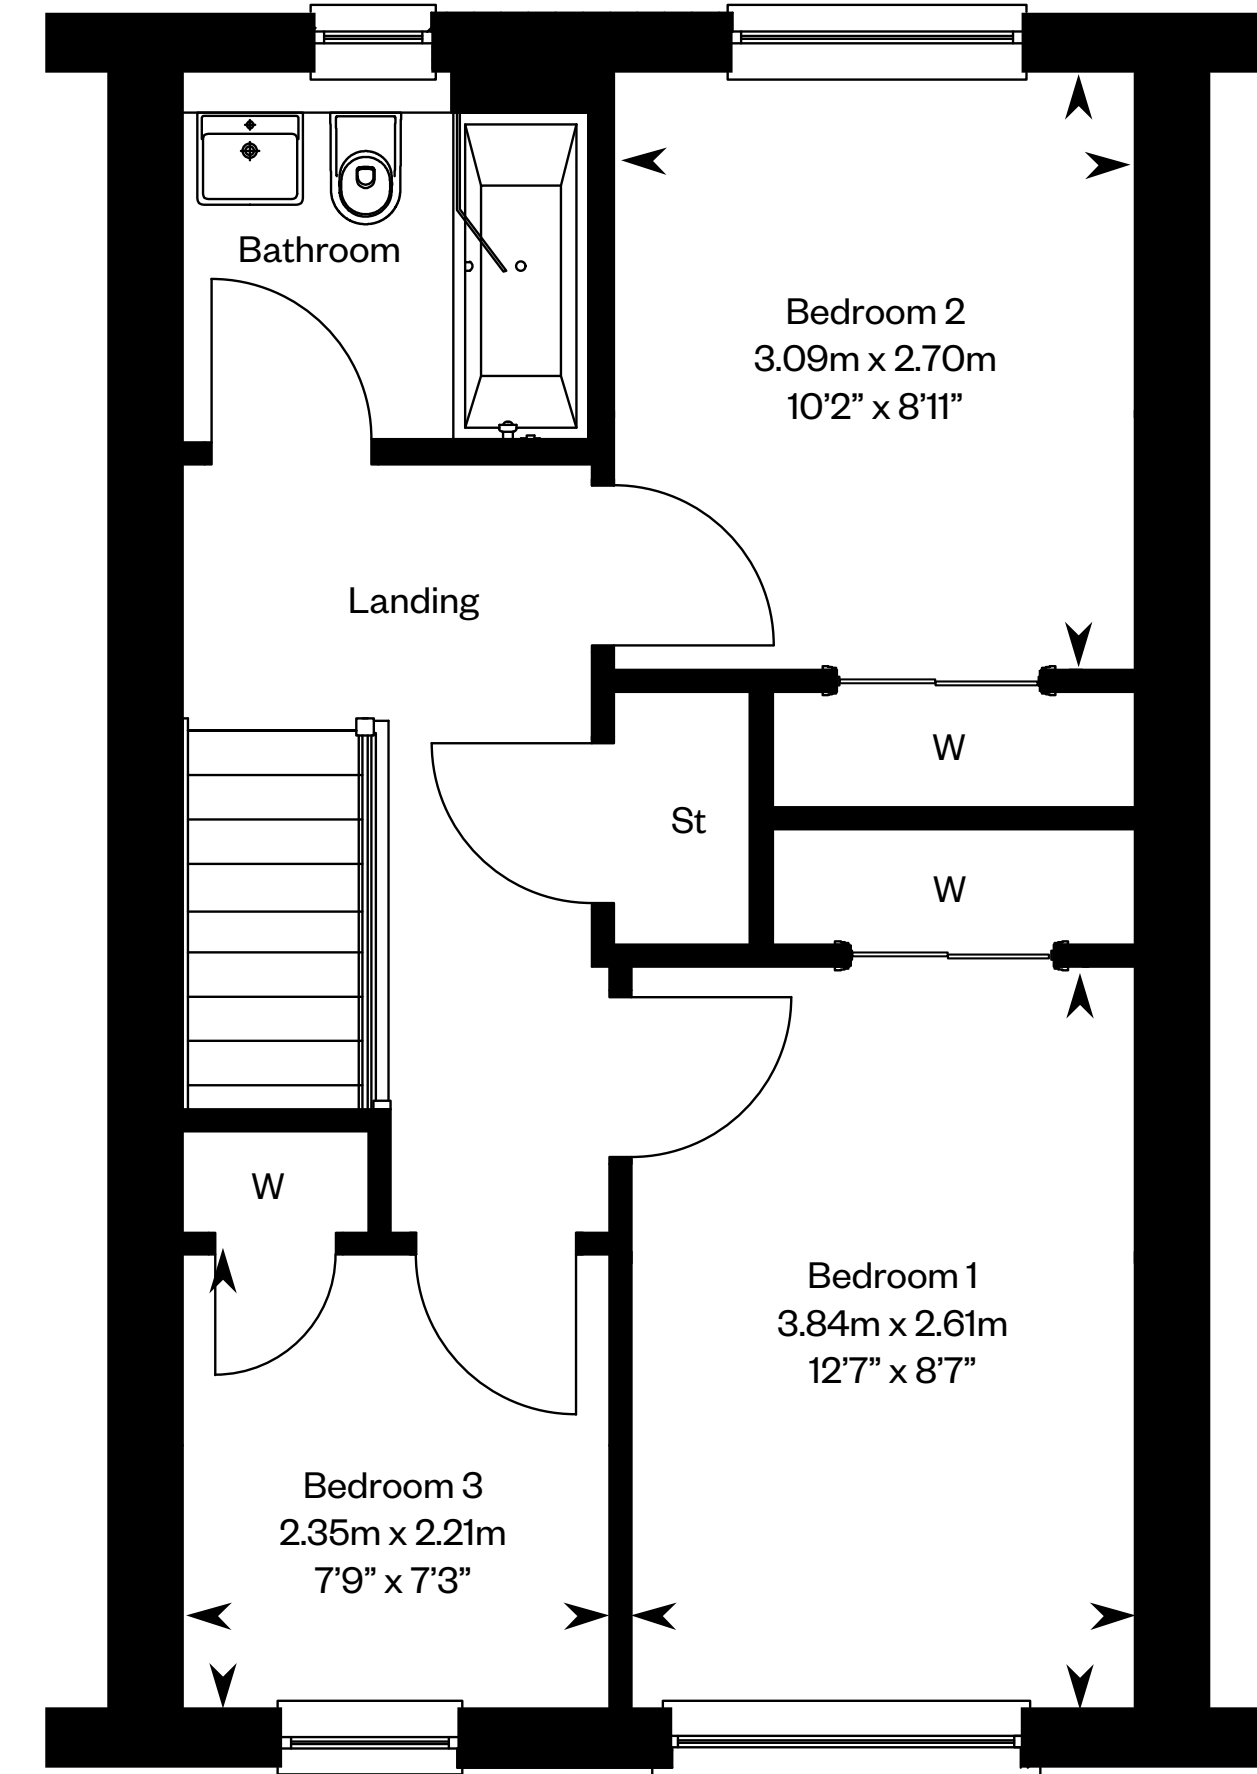 Bathroom
Bedroom 2
3.09m x 2.70m
10’2” x 8’11”
Landing
W
St
W
W
Bedroom 1
3.84m x 2.61m
12’7” x 8’7”
Bedroom 3
2.35m x 2.21m
7’9” x 7’3”